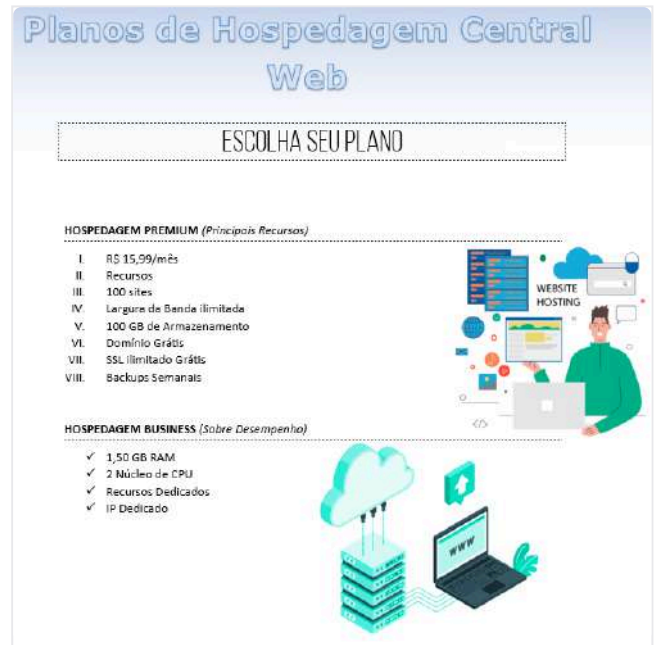 Planos de Hospedagem Central
Web
ESCOLHA SEU PLANO
HOSPEDAGEM PREMIUM (Principais Recursos)
I. R$ 15,99/mês
II. Recursos
III. 100 sites
IV. Largura de Banda ilimitada
V. 100 GB de Armazenamento
VI. Domínio Grátis
VII. SSL ilimitado Grátis
VIII. Backups Semanais
WEBSITE
HOSTING
</>
HOSPEDAGEM BUSINESS (Sobre Desempenho)
✓ 1,50 GB RAM
✓ 2 Núcleo de CPU
✓ Recursos Dedicados
✓ IP Dedicado
WWW